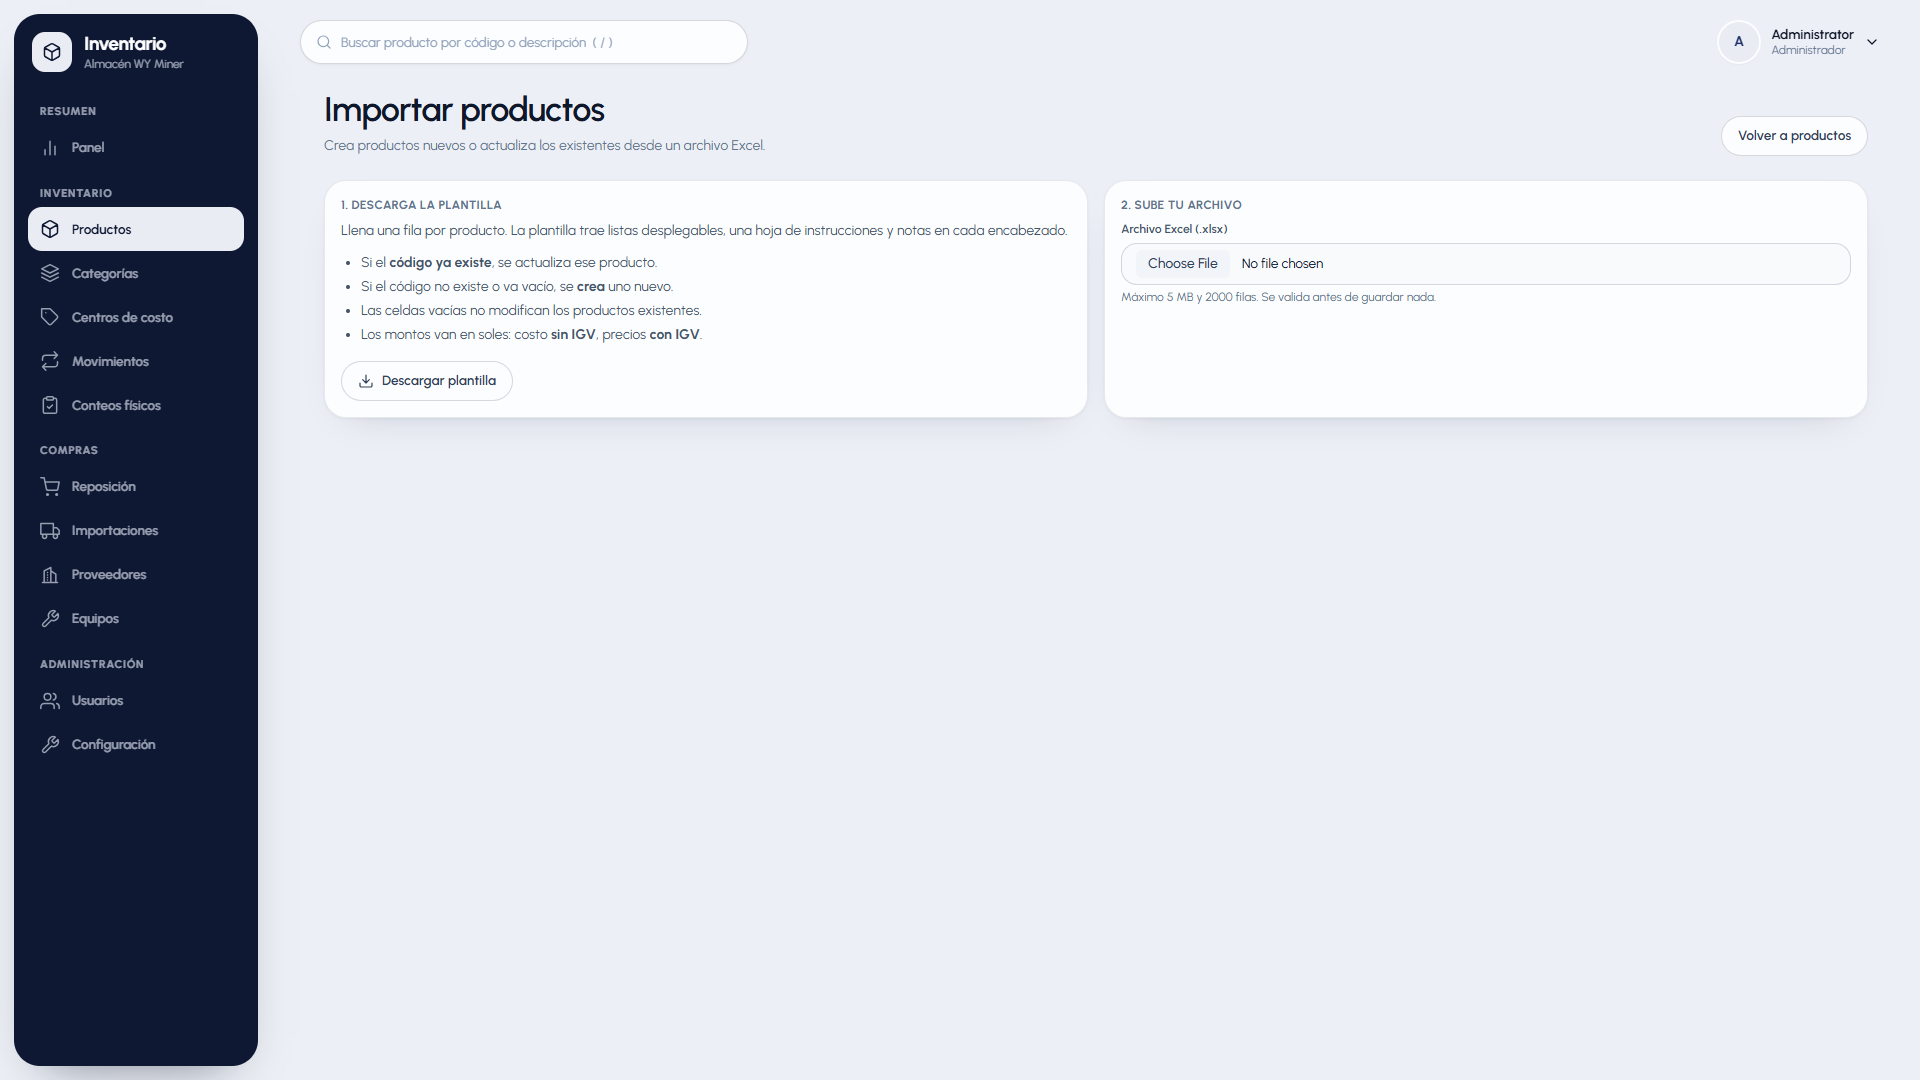 Inventario
Almacén WY Miner
RESUMEN
Panel
INVENTARIO
Productos
Categorías
Centros de costo
Movimientos
Conteos físicos
COMPRAS
Reposición
Importaciones
Proveedores
Equipos
ADMINISTRACIÓN
Usuarios
Configuración
Buscar producto por código o descripción ( / )
A
Administrator
Administrador
Importar productos
Crea productos nuevos o actualiza los existentes desde un archivo Excel.
Volver a productos
1. DESCARGA LA PLANTILLA
Llena una fila por producto. La plantilla trae listas desplegables, una hoja de instrucciones y notas en cada encabezado.
• Si el código ya existe, se actualiza ese producto.
• Si el código no existe o va vacío, se crea uno nuevo.
• Las celdas vacías no modifican los productos existentes.
• Los montos van en soles: costo sin IGV, precios con IGV.
Descargar plantilla
2. SUBE TU ARCHIVO
Archivo Excel (.xlsx)
Choose File No file chosen
Máximo 5 MB y 2000 filas. Se valida antes de guardar nada.